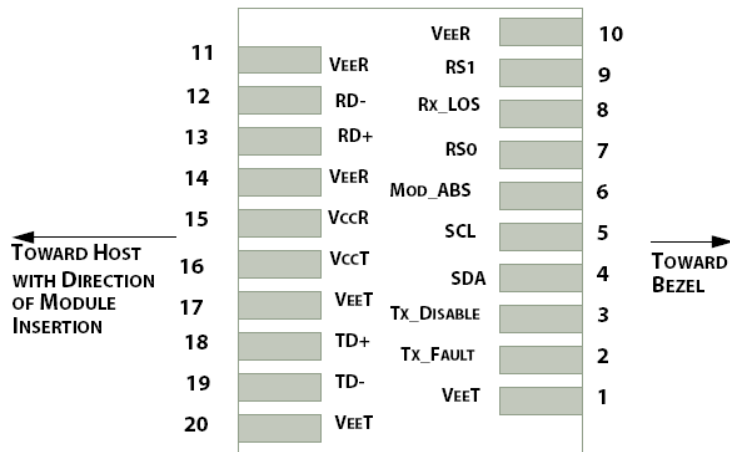 11 VEER
12 RD-
13 RD+
14 VEER
15 VCCR
16 VCCT
17 VEET
18 TD+
19 TD-
20 VEET
VEER 10
RS1 9
RX_LOS 8
RS0 7
MOD_ABS 6
SCL 5
SDA 4
TX_DISABLE 3
TX_FAULT 2
VEET 1
TOWARD HOST
WITH DIRECTION
OF MODULE
INSERTION
TOWARD
BEZEL